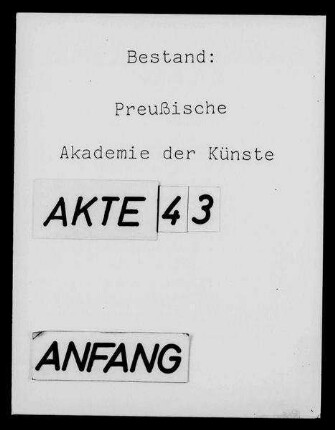 Bestand:
Preußische
Akademie der Künste
AKTE 43
ANFANG